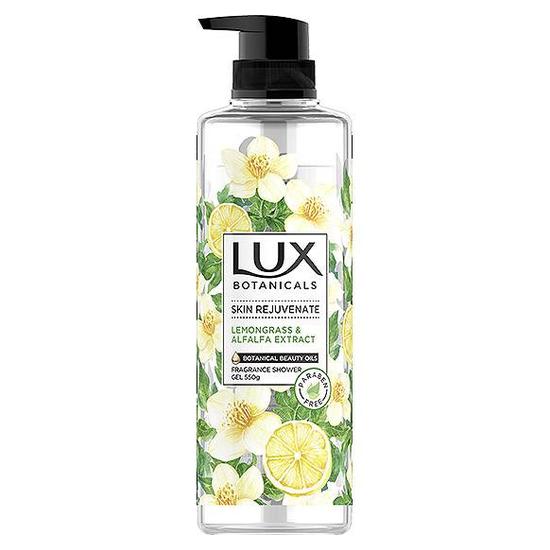 LUX
BOTANICALS
SKIN REJUVENATE
LEMONGRASS &
ALFALFA EXTRACT
BOTANICAL BEAUTY OILS
FRAGRANCE SHOWER
GEL 550g
PARABEN
FREE